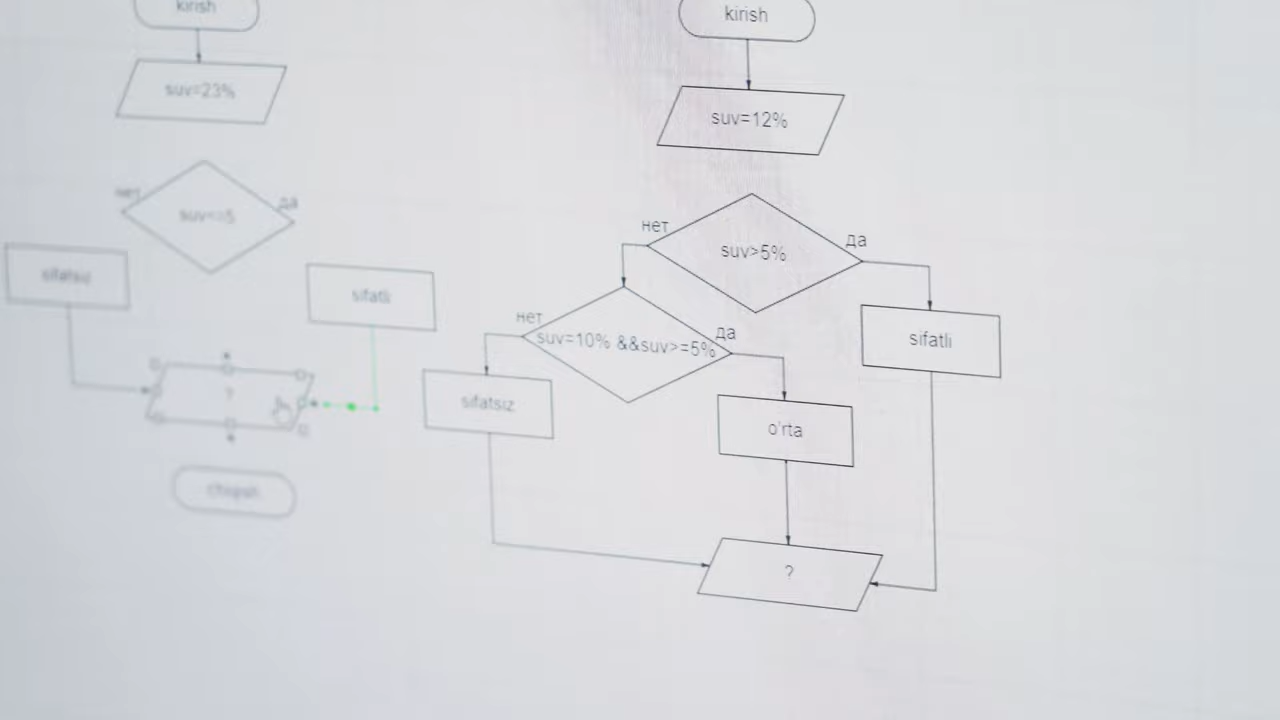 kirish
suv=23%
нет
да
suv<=5
sifatsiz
sifatli
?
chiqish
kirish
suv=12%
нет
да
suv>5%
sifatli
нет
да
suv=10% &&suv>=5%
sifatsiz
o'rta
?